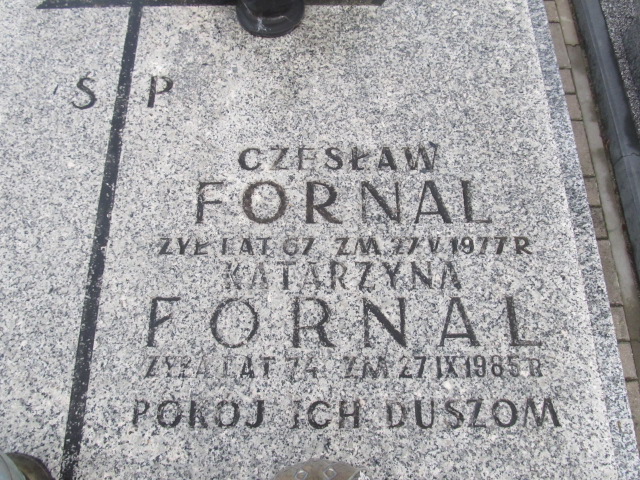 Ś P
CZESŁAW
FORNAL
ŻYŁ LAT 67 ZM. 27 V 1977 R
KATARZYNA
FORNAL
ŻYŁA LAT 74 ZM 27 IX 1985 R
POKÓJ ICH DUSZOM